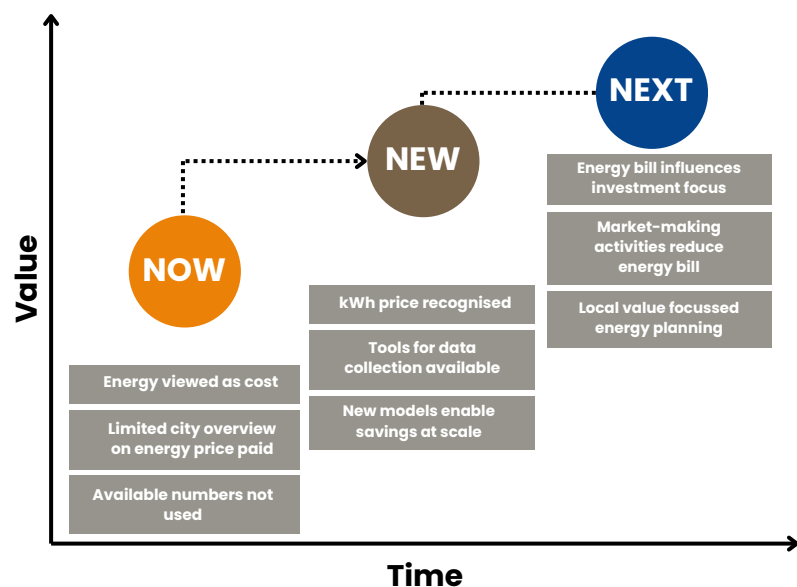 Value
NOW
Energy viewed as cost
Limited city overview
on energy price paid
Available numbers not
used
NEW
kWh price recognised
Tools for data
collection available
New models enable
savings at scale
NEXT
Energy bill influences
investment focus
Market-making
activities reduce
energy bill
Local value focussed
energy planning
Time